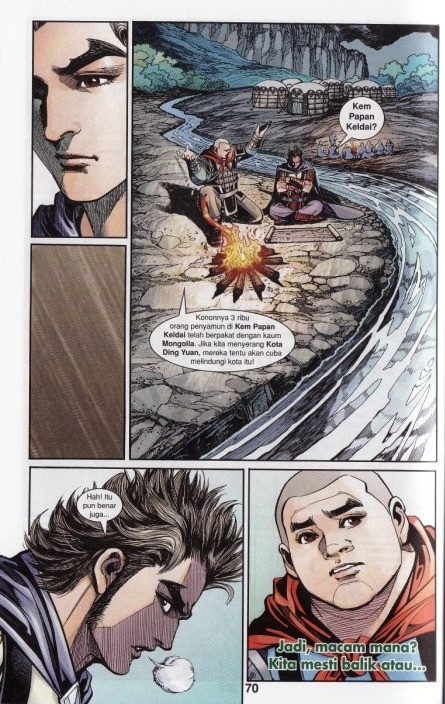 Kem
Papan
Keldai?
Kononnya 3 ribu
orang penyamun di Kem Papan
Keldai telah berpakat dengan kaum
Mongolia. Jika kita menyerang Kota
Ding Yuan, mereka tentu akan cuba
melindungi kota itu!
Hah! Itu
pun benar
juga...
Jadi, macam mana?
Kita mesti balik atau...
70